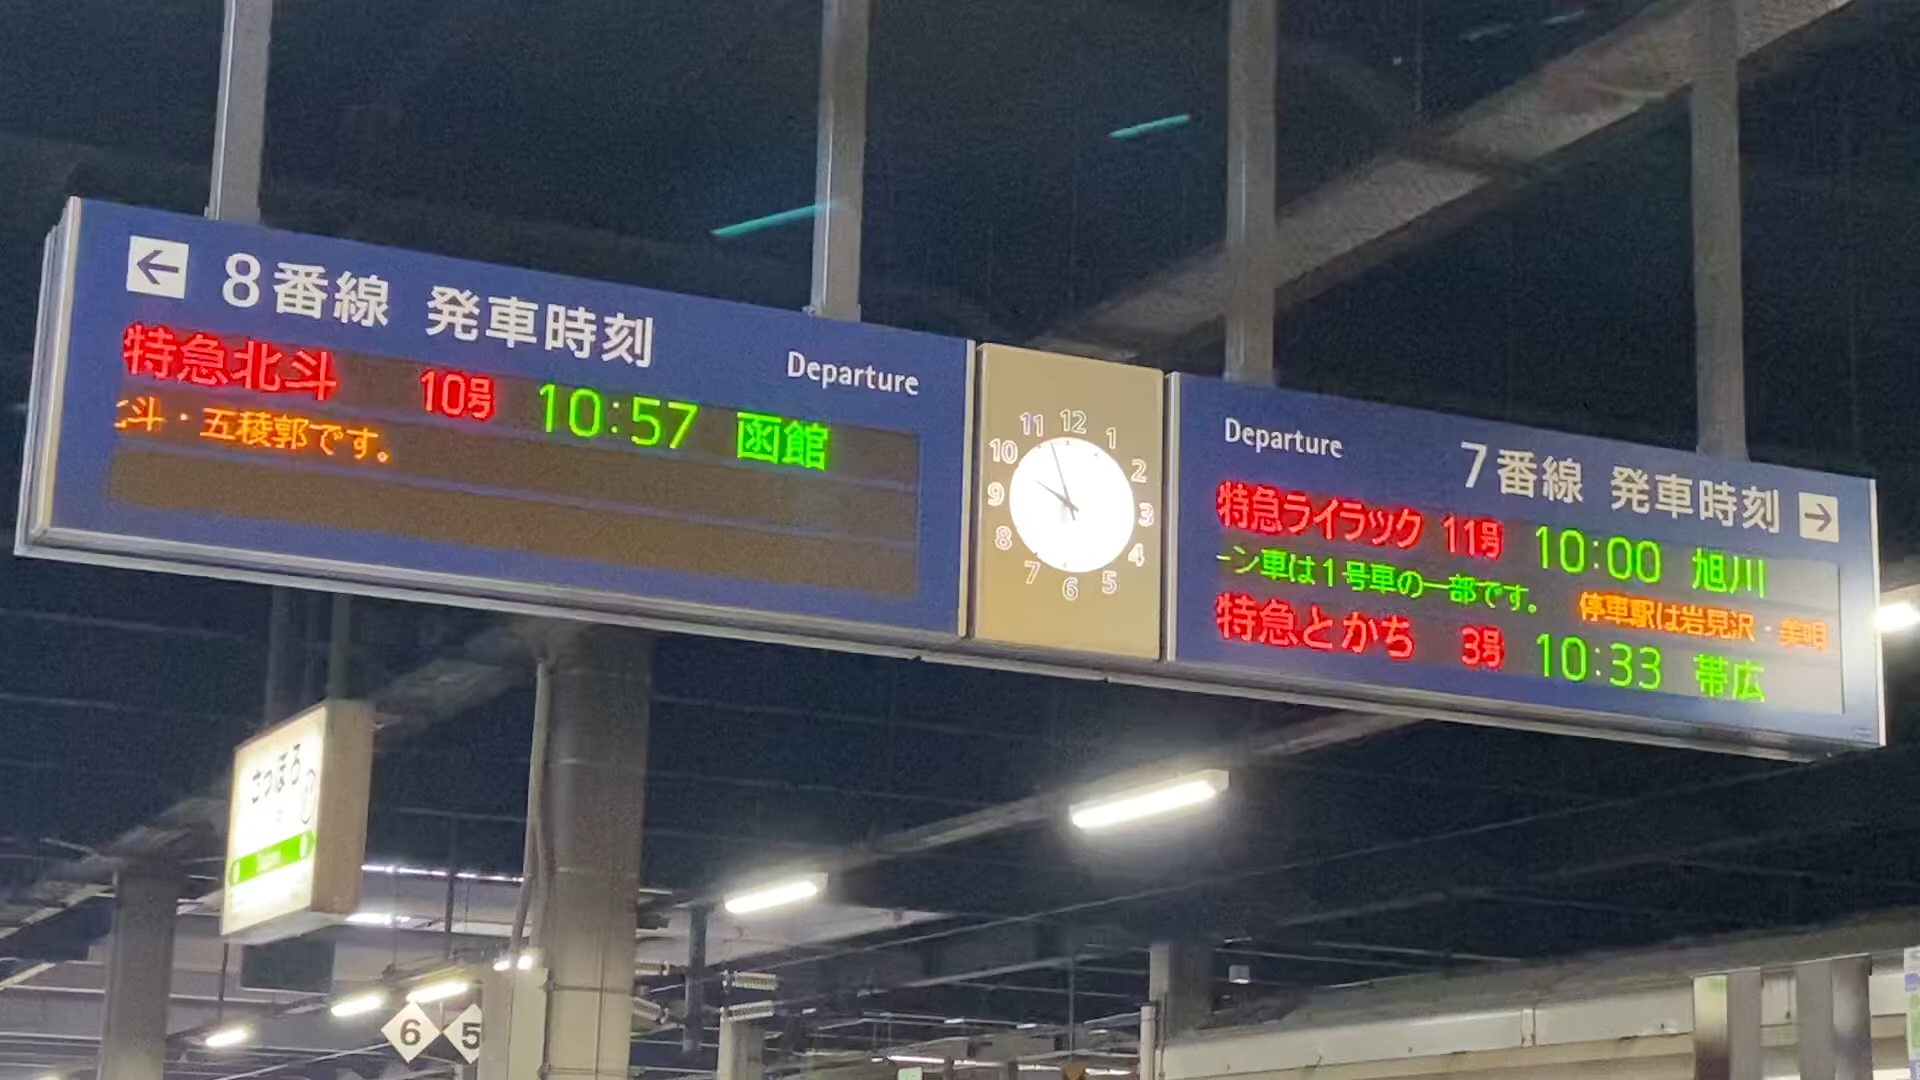 8番線 発車時刻
Departure
特急北斗 10号 10:57 函館
斗・五稜郭です。
11 12 1
10 2
9 3
8 4
7 6 5
Departure
7番線 発車時刻
特急ライラック 11号 10:00 旭川
ーン車は1号車の一部です。 停車駅は岩見沢・美唄
特急とかち 3号 10:33 帯広
さっぽろ
6 5